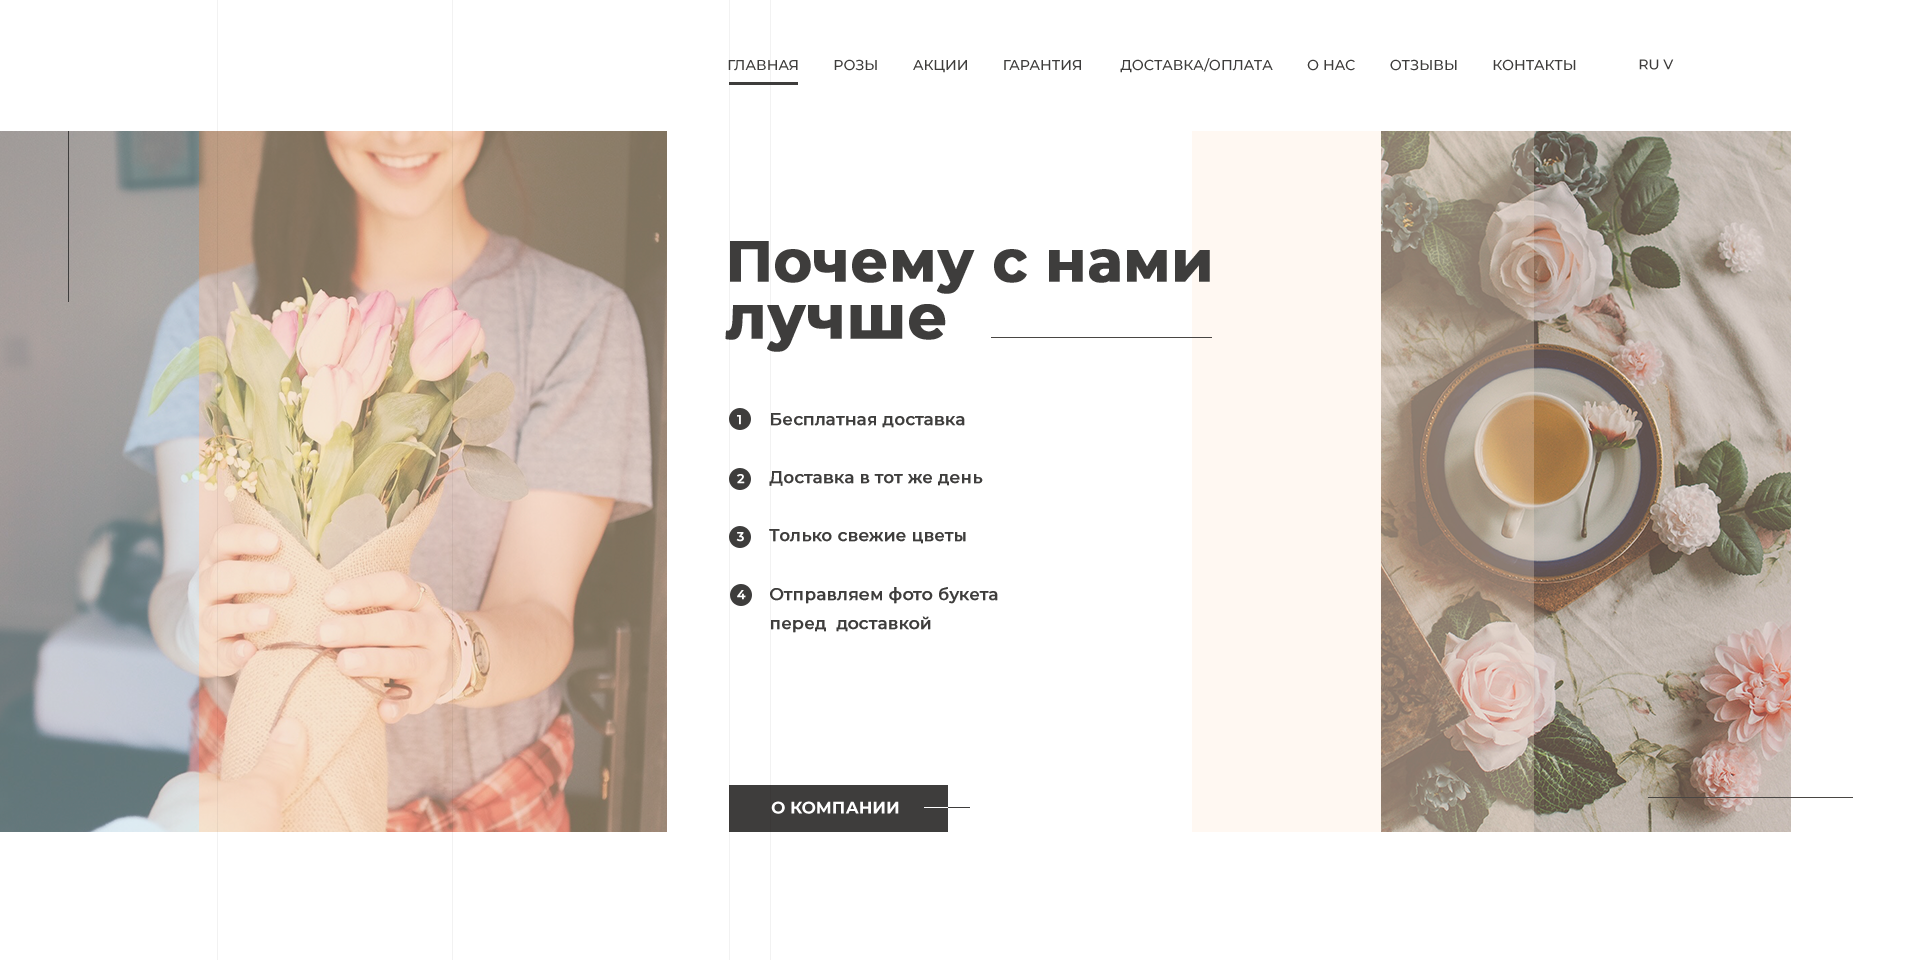 ГЛАВНАЯ РОЗЫ АКЦИИ ГАРАНТИЯ ДОСТАВКА/ОПЛАТА О НАС ОТЗЫВЫ КОНТАКТЫ RU V
Почему с нами
лучше
1 Бесплатная доставка
2 Доставка в тот же день
3 Только свежие цветы
4 Отправляем фото букета
перед доставкой
О КОМПАНИИ